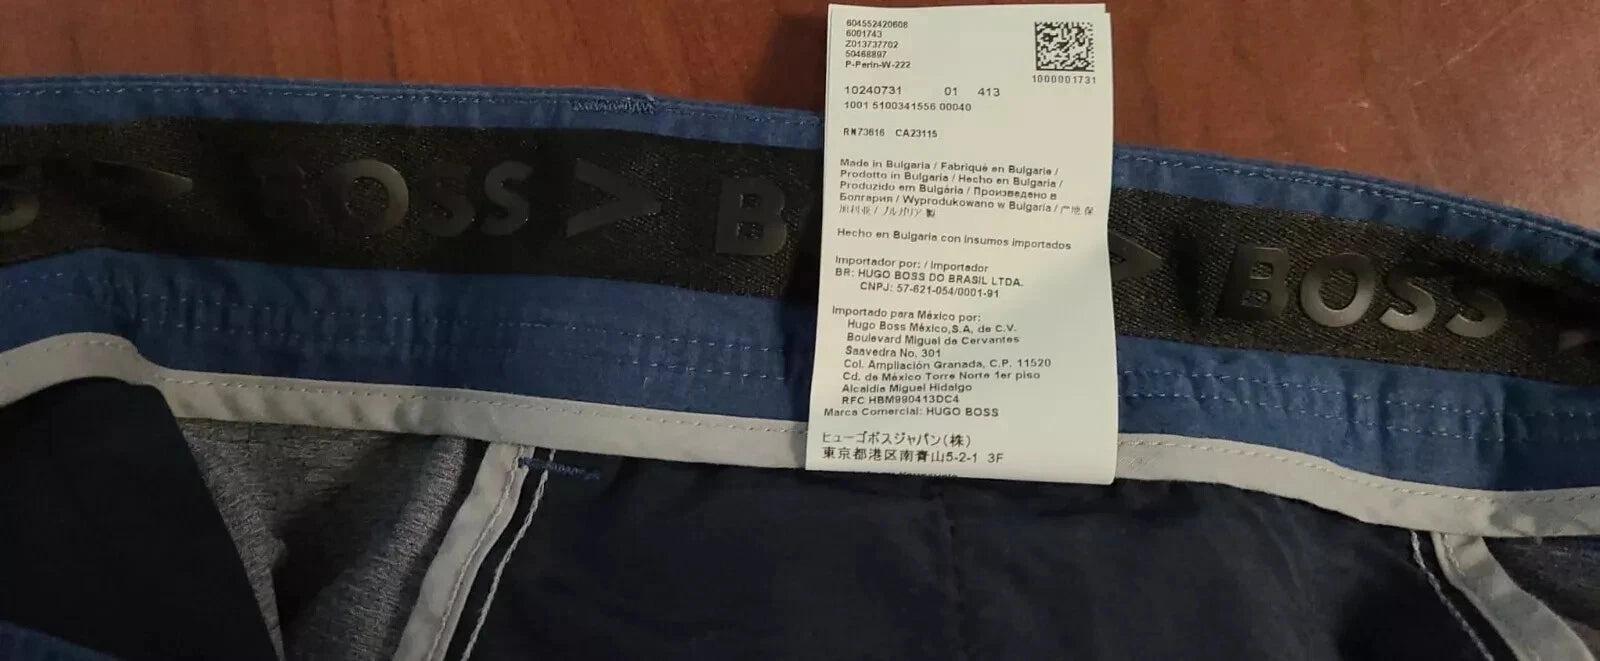 BOSS
B
BOSS
604552420608
6001743
Z013737702
50468897
P-Perin-W-222
1000001731
10240731 01 413
1001 5100341556 00040
RN73616 CA23115
Made in Bulgaria / Fabriqué en Bulgarie /
Prodotto in Bulgaria / Hecho en Bulgaria /
Produzido em Bulgária / Произведено в
Болгарии / Wyprodukowano w Bulgaria / 产地 保
加利亚 / ブルガリア 製
Hecho en Bulgaria con insumos importados
Importador por: / Importador
BR: HUGO BOSS DO BRASIL LTDA.
CNPJ: 57-621-054/0001-91
Importado para México por:
Hugo Boss México,S.A, de C.V.
Boulevard Miguel de Cervantes
Saavedra No. 301
Col. Ampliación Granada, C.P. 11520
Cd. de México Torre Norte 1er piso
Alcaldía Miguel Hidalgo
RFC HBM990413DC4
Marca Comercial: HUGO BOSS
ヒューゴボスジャパン(株)
東京都港区南青山5-2-1 3F